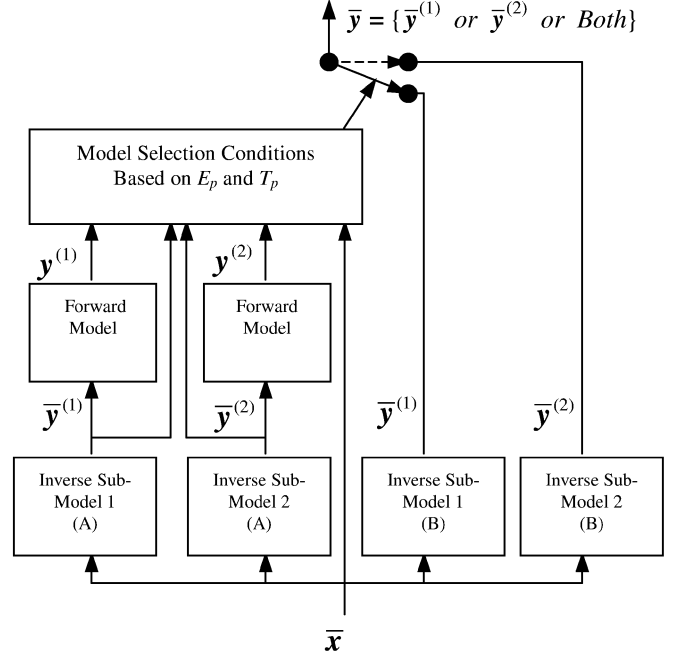 ȳ = {ȳ⁽¹⁾ or ȳ⁽²⁾ or Both}
Model Selection Conditions
Based on Eₚ and Tₚ
y⁽¹⁾
y⁽²⁾
Forward
Model
Forward
Model
ȳ⁽¹⁾
ȳ⁽²⁾
ȳ⁽¹⁾
ȳ⁽²⁾
Inverse Sub-
Model 1
(A)
Inverse Sub-
Model 2
(A)
Inverse Sub-
Model 1
(B)
Inverse Sub-
Model 2
(B)
x̄